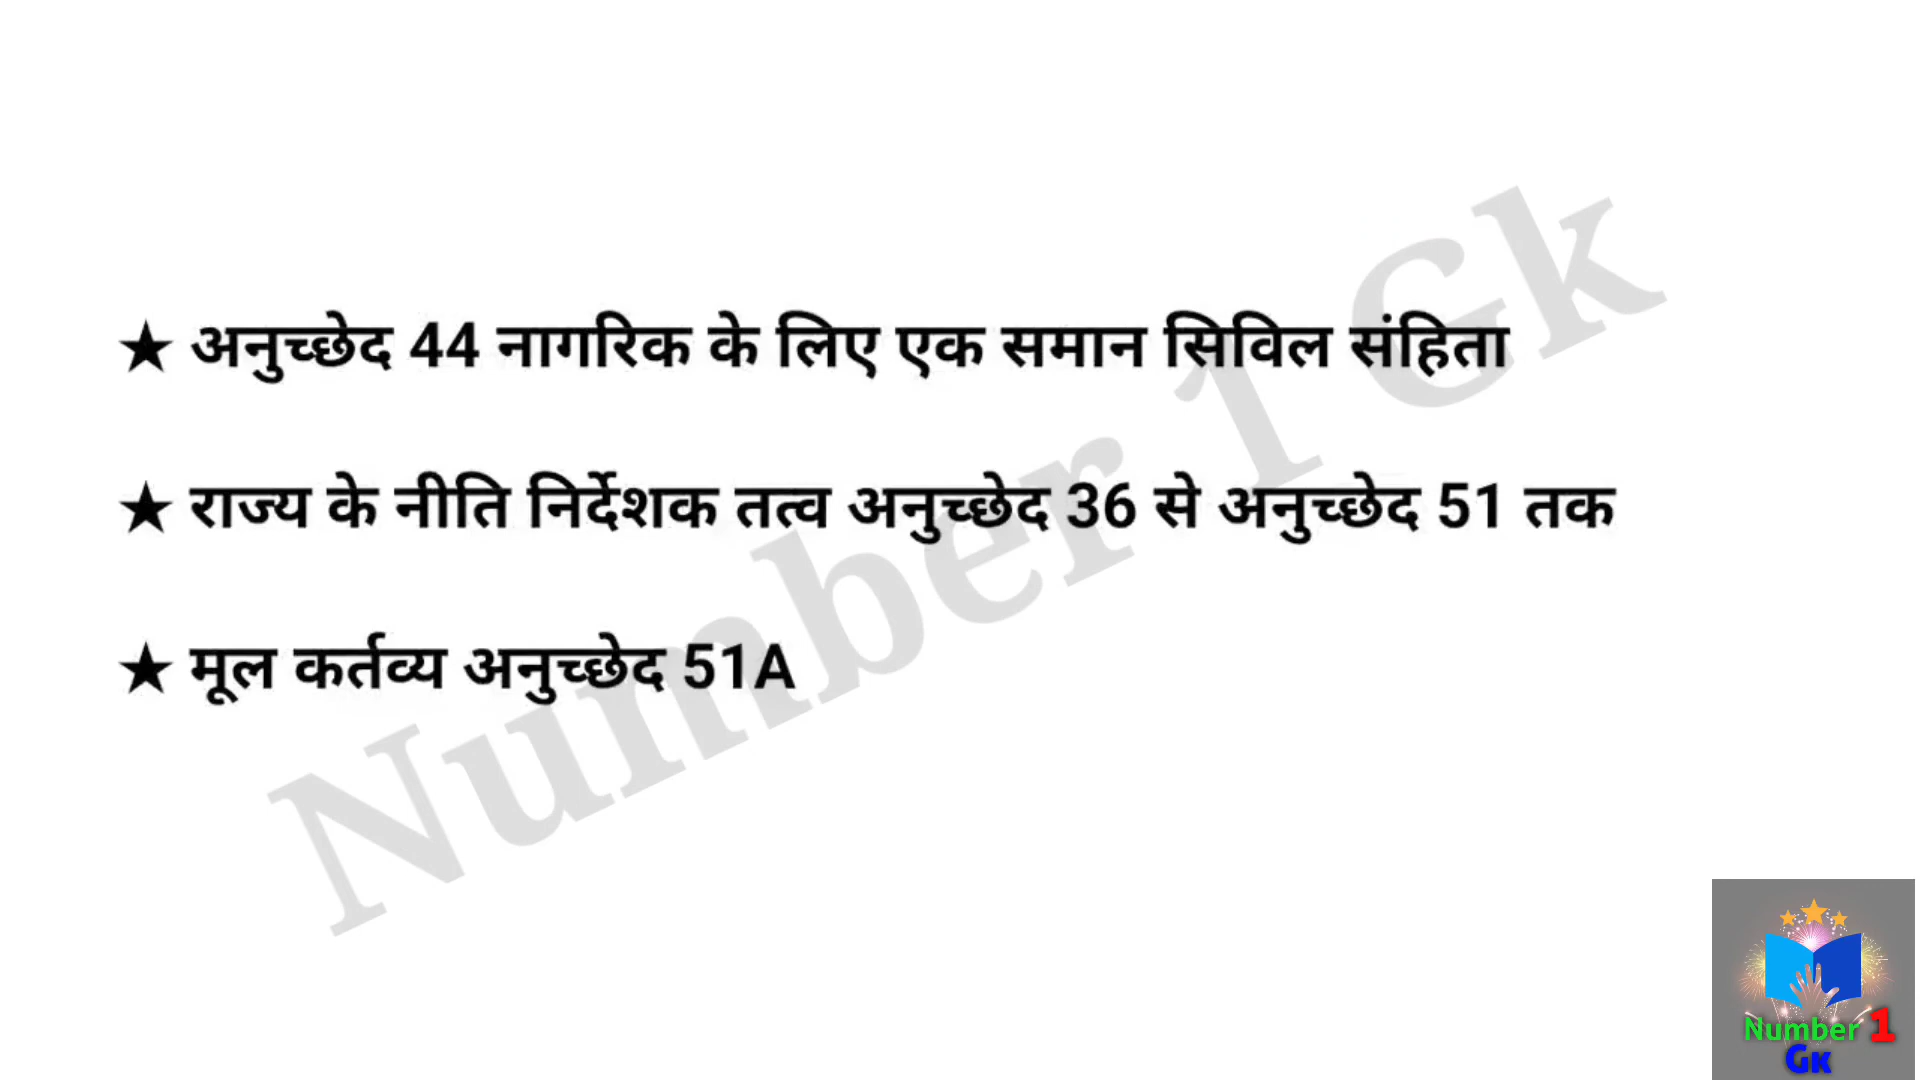 ★ अनुच्छेद 44 नागरिक के लिए एक समान सिविल संहिता
★ राज्य के नीति निर्देशक तत्व अनुच्छेद 36 से अनुच्छेद 51 तक
★ मूल कर्तव्य अनुच्छेद 51A
Number 1 Gk
Number 1
GK